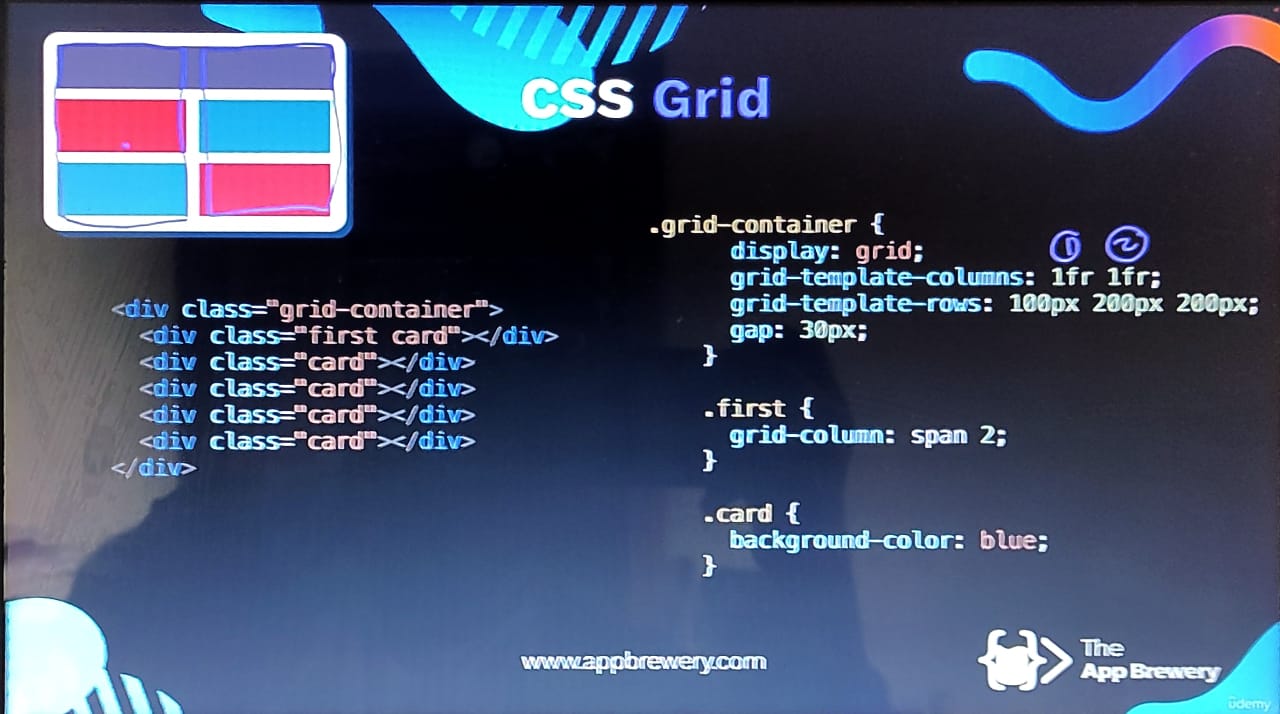 CSS Grid
<div class="grid-container">
<div class="first card"></div>
<div class="card"></div>
<div class="card"></div>
<div class="card"></div>
<div class="card"></div>
</div>
1 2
.grid-container {
display: grid;
grid-template-columns: 1fr 1fr;
grid-template-rows: 100px 200px 200px;
gap: 30px;
}
.first {
grid-column: span 2;
}
.card {
background-color: blue;
}
www.appbrewery.com
The
App Brewery
ûdemy